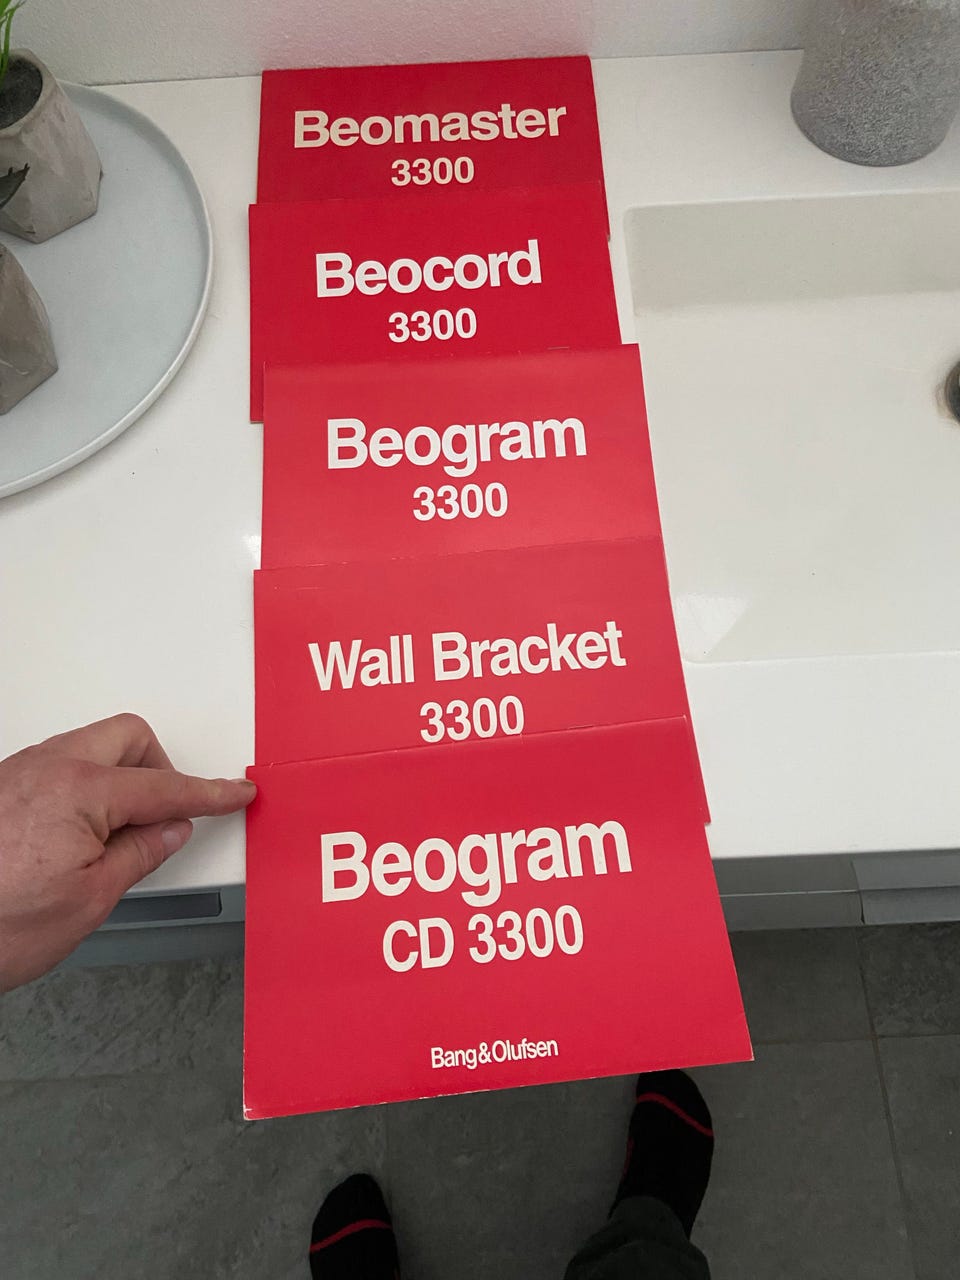 Beomaster
3300
Beocord
3300
Beogram
3300
Wall Bracket
3300
Beogram
CD 3300
Bang & Olufsen